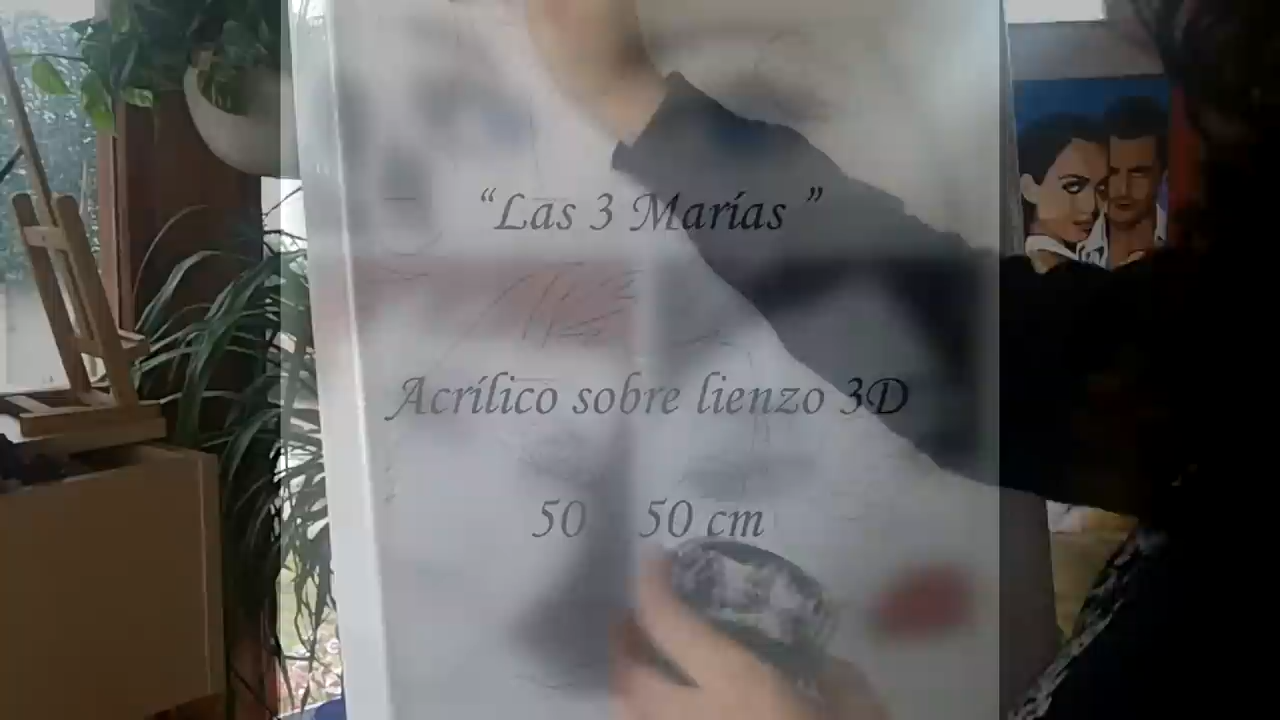 “Las 3 Marías ”
Acrílico sobre lienzo 3D
50 50 cm